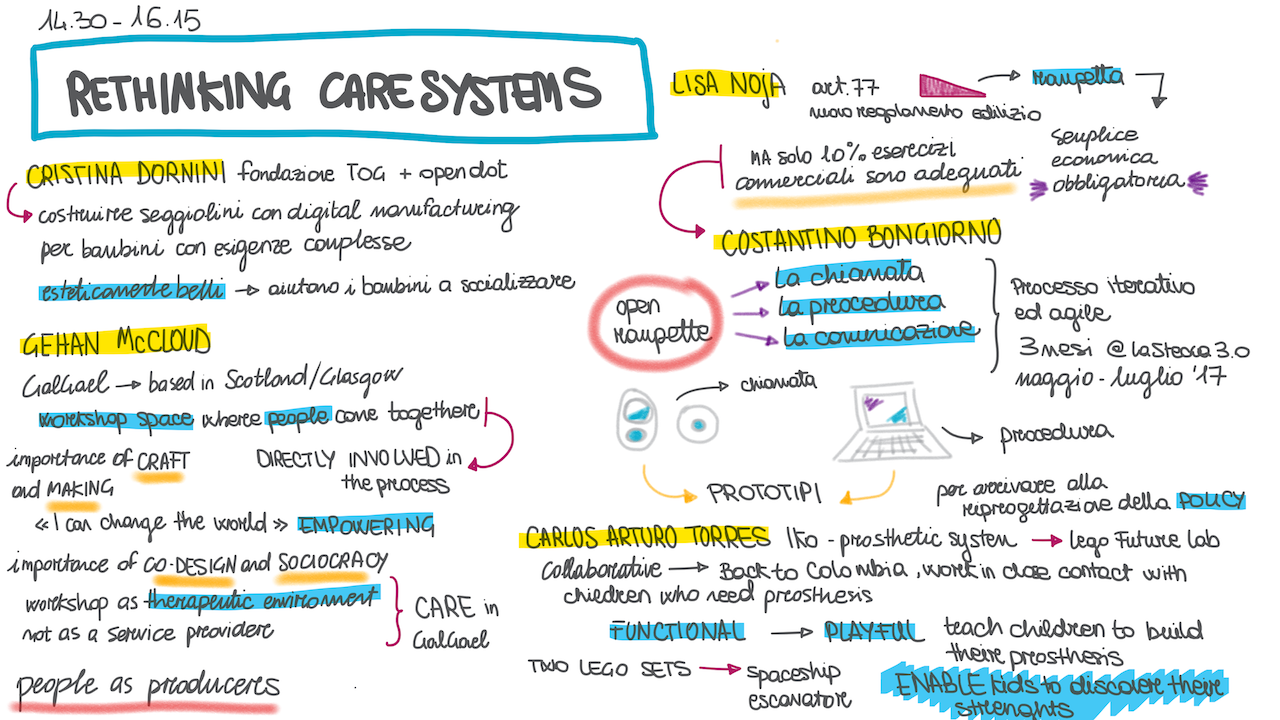 14.30 - 16.15
RETHINKING CARE SYSTEMS
CRISTINA DORNINI fondazione TOG + opendot
costruire seggiolini con digital manufacturing
per bambini con esigenze complesse
esteticamente belli → aiutano i bambini a socializzare
GEHAN McCLOUD
GalGael → based in Scotland/Glasgow
workshop space where people come together
DIRECTLY INVOLVED in
the process
importance of CRAFT
and MAKING
« I can change the world » EMPOWERING
importance of CO-DESIGN and SOCIOCRACY
workshop as therapeutic enviroment
not as a service provider
CARE in
GalGael
people as producers
LISA NOJA art. 77
nuovo regolamento edilizio
rampetta
semplice
economica
obbligatoria
MA solo 10% esercizi
commerciali sono adeguati
COSTANTINO BONGIORNO
open
rampette
la chiamata
la procedura
la comunicazione
Processo iterativo
ed agile
3 mesi @ laStecca3.0
maggio - luglio '17
chiamata
procedura
PROTOTIPI
per arrivare alla
riprogettazione della POLICY
CARLOS ARTURO TORRES IKO - prosthetic system → lego Future Lab
Collaborative → Back to Colombia, work in close contact with
children who need prosthesis
FUNCTIONAL → PLAYFUL teach children to build
their prosthesis
TWO LEGO SETS → spaceship
escavator
ENABLE kids to discover their
strenghts